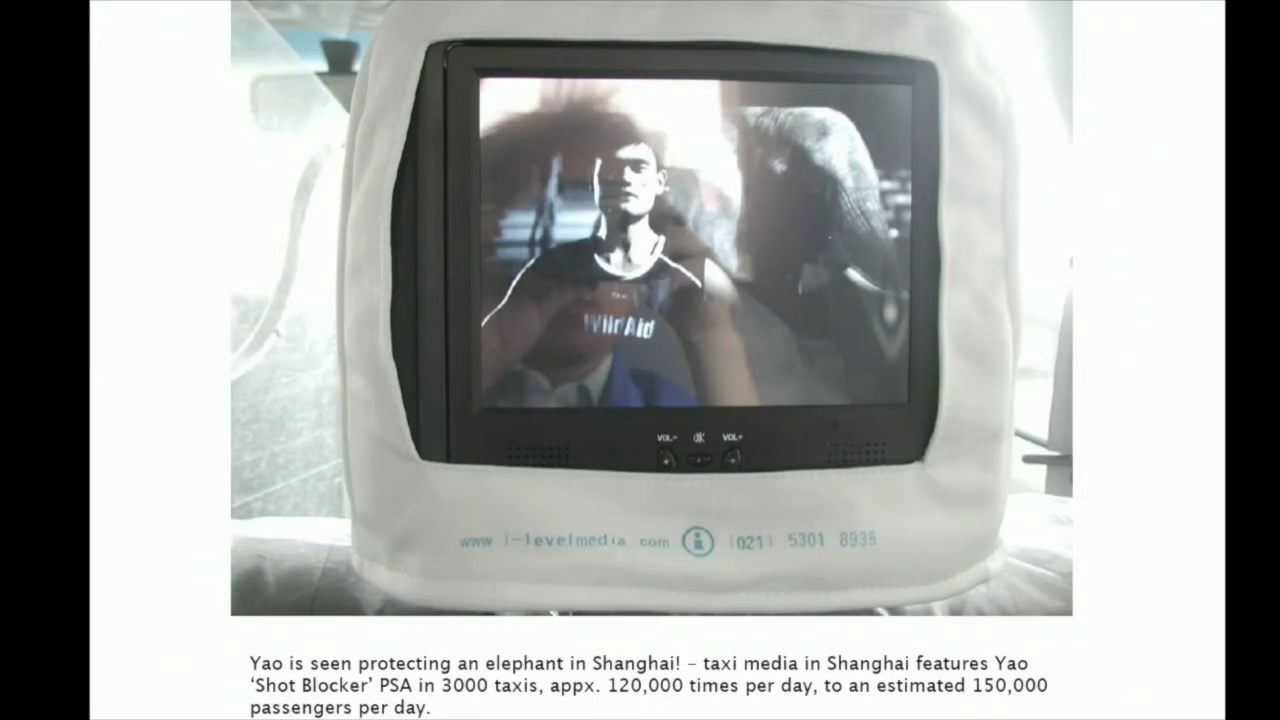 WildAid
VOL- VOL+
www i-levelmedia com i (021) 5301 8935
Yao is seen protecting an elephant in Shanghai! – taxi media in Shanghai features Yao
‘Shot Blocker’ PSA in 3000 taxis, appx. 120,000 times per day, to an estimated 150,000
passengers per day.